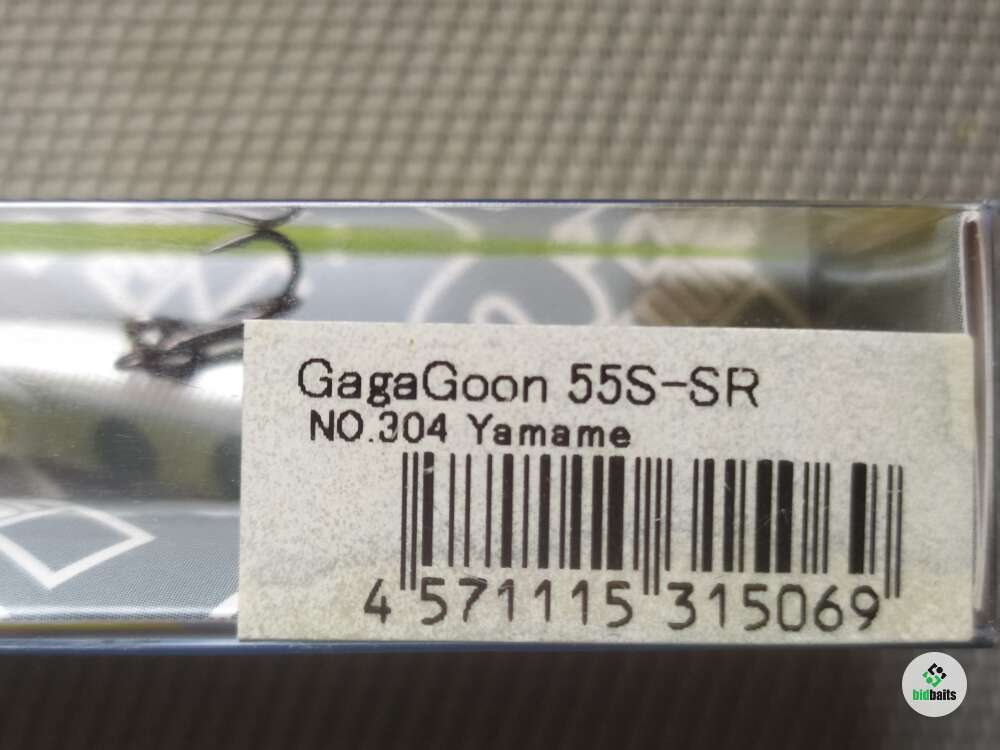 GagaGoon 55S-SR
NO.304 Yamame
4 571115 315069
bidbaits